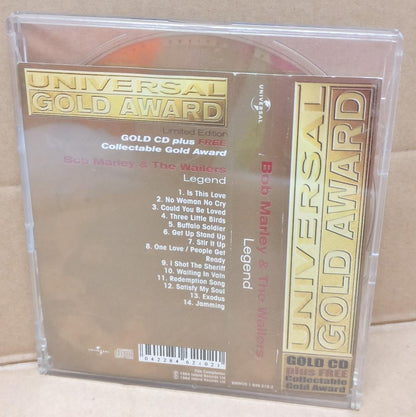 UNIVERSAL
GOLD AWARD
Limited Edition
GOLD CD plus FREE
Collectable Gold Award
Bob Marley & The Wailers
Legend
1. Is This Love
2. No Woman No Cry
3. Could You Be Loved
4. Three Little Birds
5. Buffalo Soldier
6. Get Up Stand Up
7. Stir It Up
8. One Love / People Get
Ready
9. I Shot The Sheriff
10. Waiting In Vain
11. Redemption Song
12. Satisfy My Soul
13. Exodus
14. Jamming
UNIVERSAL
UNIVERSAL
Bob Marley & The Wailers
Legend
UNIVERSAL
GOLD AWARD
GOLD CD
plus FREE
Collectable
Gold Award